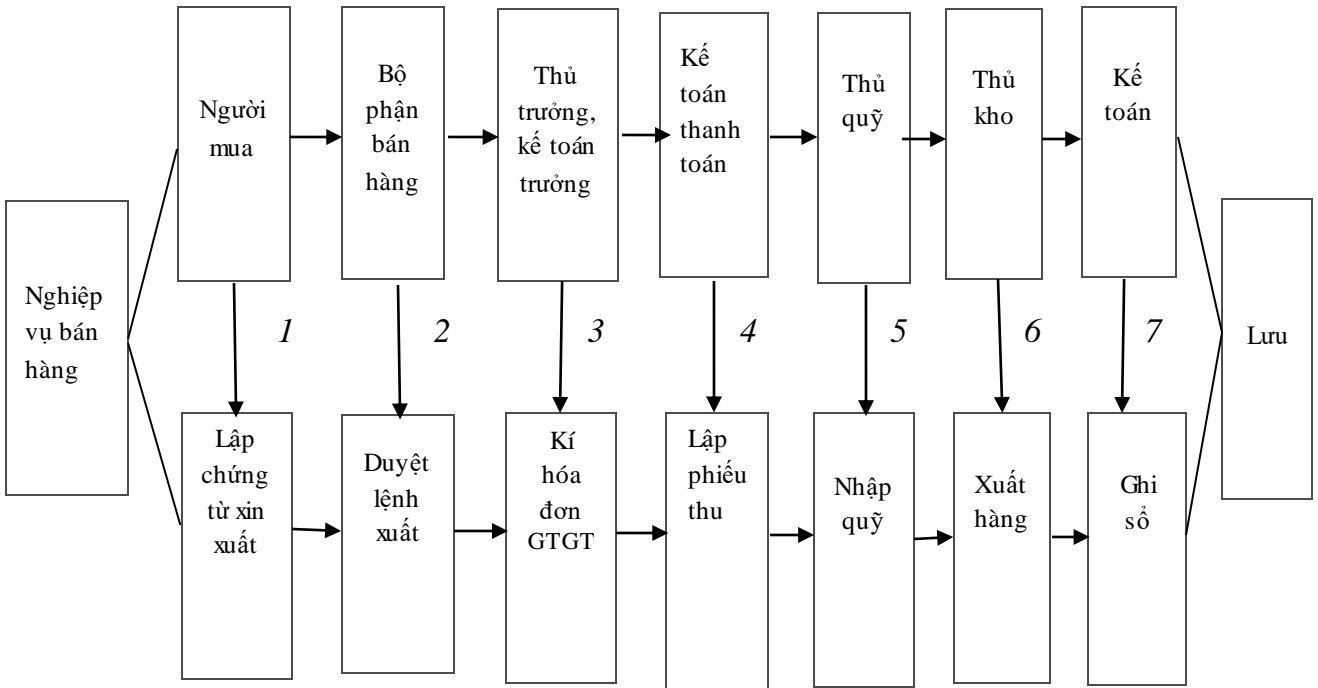 Người
mua
Bộ
phận
bán
hàng
Thủ
trưởng,
kế toán
trưởng
Kế
toán
thanh
toán
Thủ
quỹ
Thủ
kho
Kế
toán
Nghiệp
vụ bán
hàng
1
2
3
4
5
6
7
Lưu
Lập
chứng
từ xin
xuất
Duyệt
lệnh
xuất
Kí
hóa
đơn
GTGT
Lập
phiếu
thu
Nhập
quỹ
Xuất
hàng
Ghi
sổ